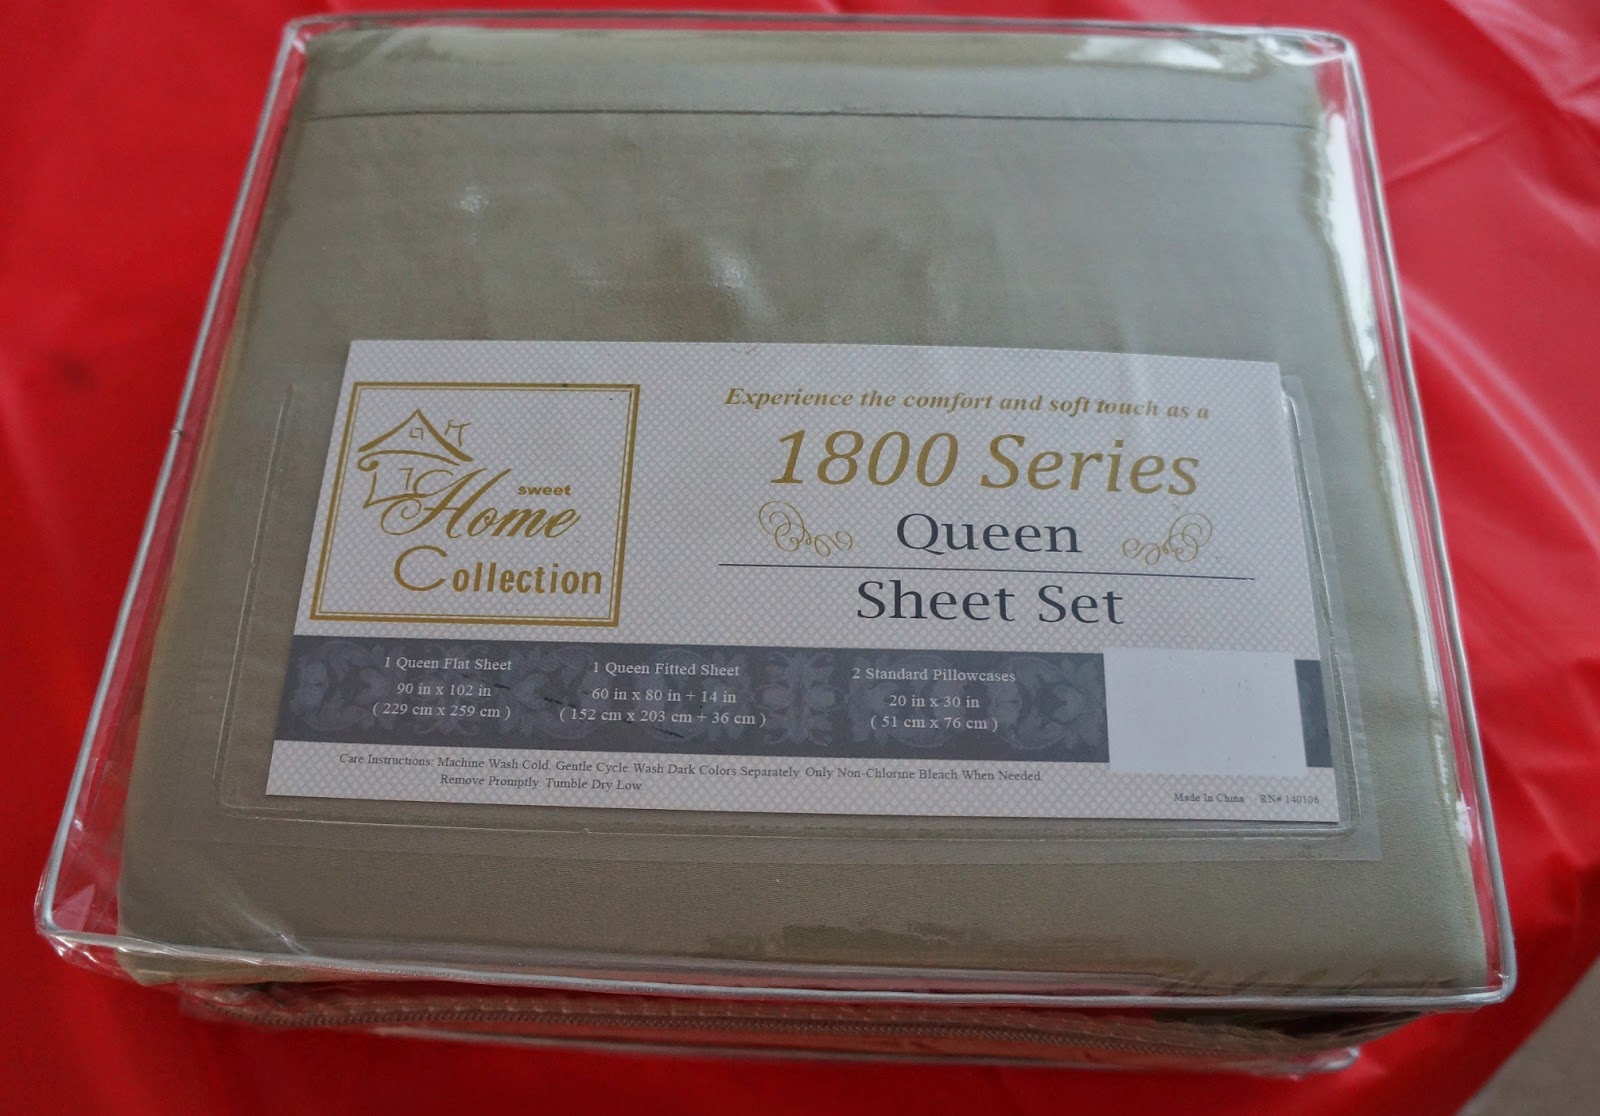 sweet
Home
Collection
Experience the comfort and soft touch as a
1800 Series
Queen
Sheet Set
1 Queen Flat Sheet
90 in x 102 in
( 229 cm x 259 cm )
1 Queen Fitted Sheet
60 in x 80 in + 14 in
( 152 cm x 203 cm + 36 cm )
2 Standard Pillowcases
20 in x 30 in
( 51 cm x 76 cm )
Care Instructions: Machine Wash Cold, Gentle Cycle Wash Dark Colors Separately. Only Non-Chlorine Bleach When Needed.
Remove Promptly. Tumble Dry Low.
Made In China RN# 140106